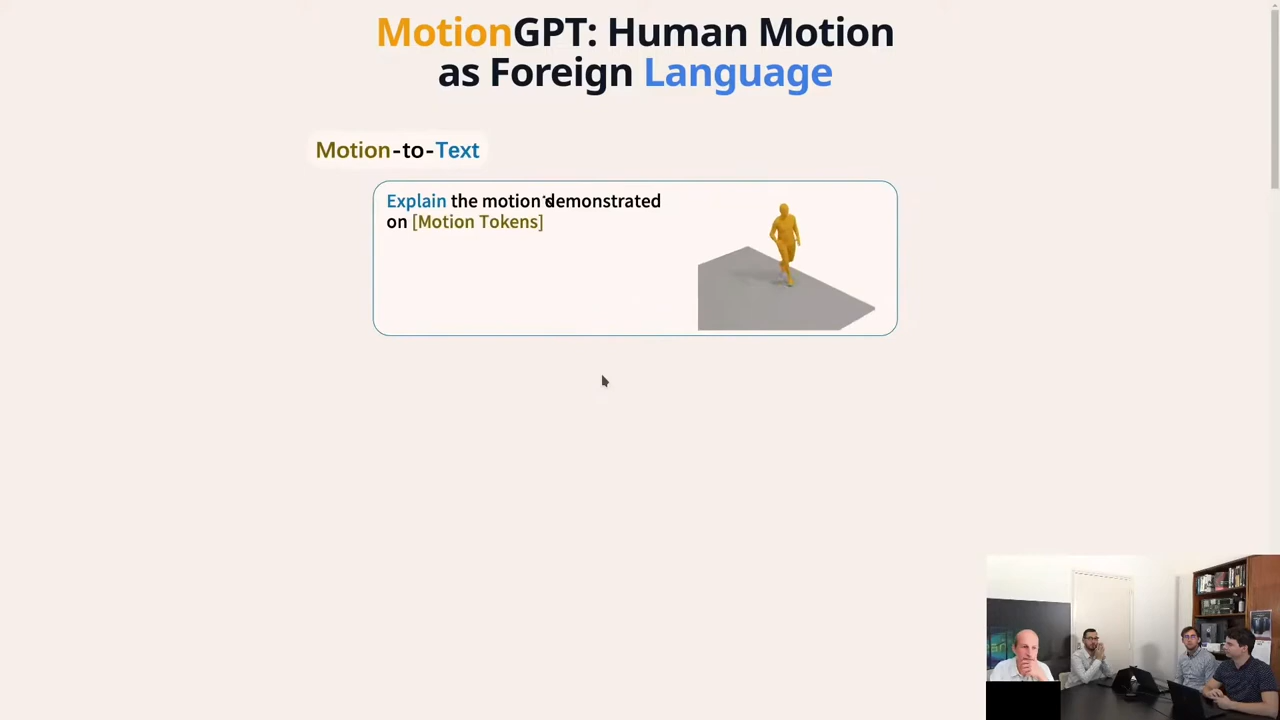 MotionGPT: Human Motion
as Foreign Language
Motion-to-Text
Explain the motion demonstrated
on [Motion Tokens]